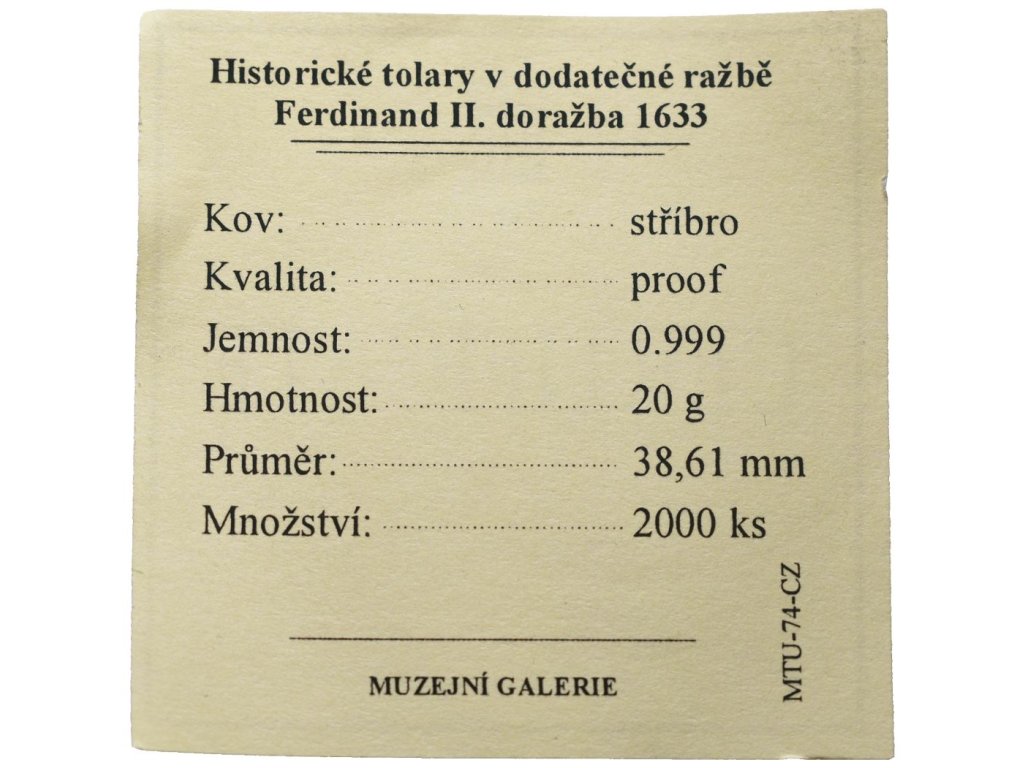 Historické tolary v dodatečné ražbě
Ferdinand II. doražba 1633
Kov: stříbro
Kvalita: proof
Jemnost: 0.999
Hmotnost: 20 g
Průměr: 38,61 mm
Množství: 2000 ks
MTU-74-CZ
MUZEJNÍ GALERIE